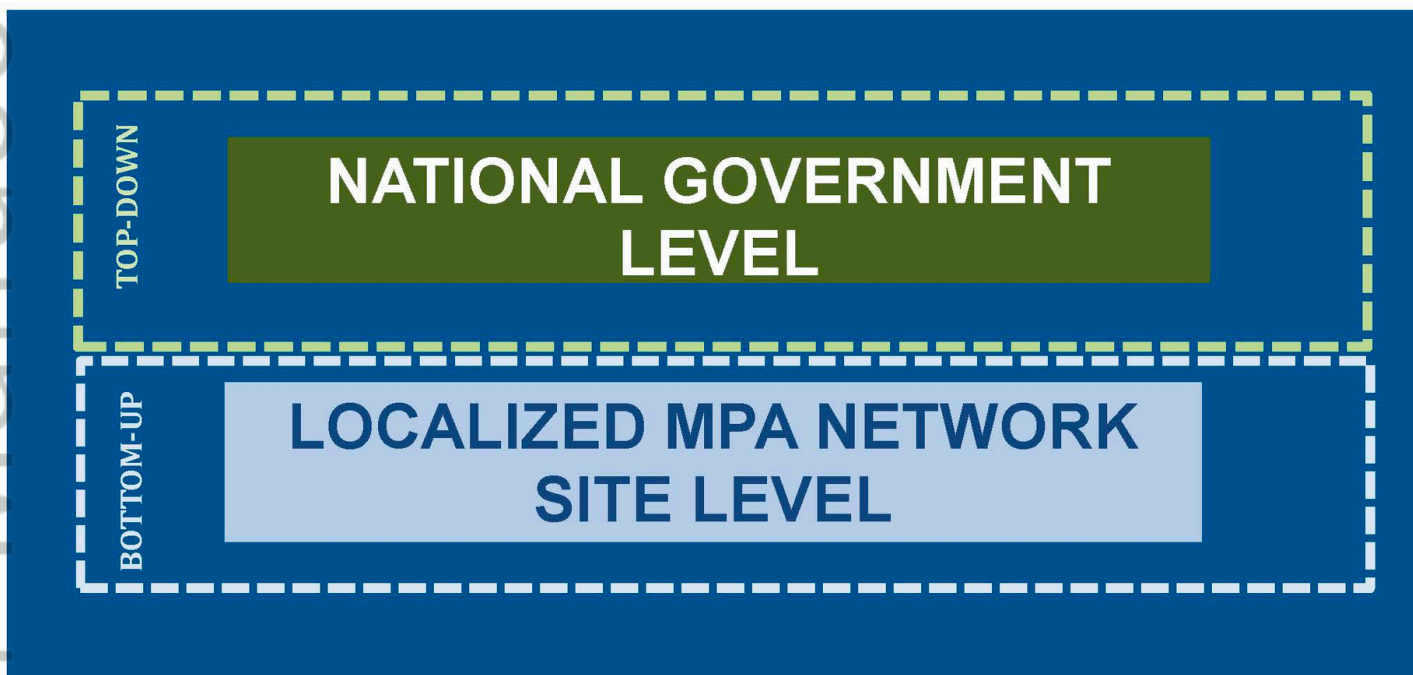 TOP-DOWN
NATIONAL GOVERNMENT
LEVEL
BOTTOM-UP
LOCALIZED MPA NETWORK
SITE LEVEL